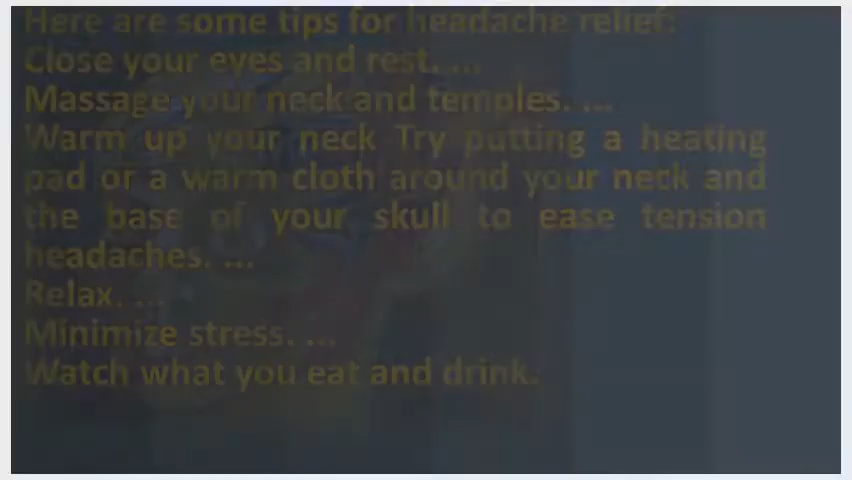 Here are some tips for headache relief:
Close your eyes and rest. ...
Massage your neck and temples. ...
Warm up your neck Try putting a heating
pad or a warm cloth around your neck and
the base of your skull to ease tension
headaches. ...
Relax. ...
Minimize stress. ...
Watch what you eat and drink.